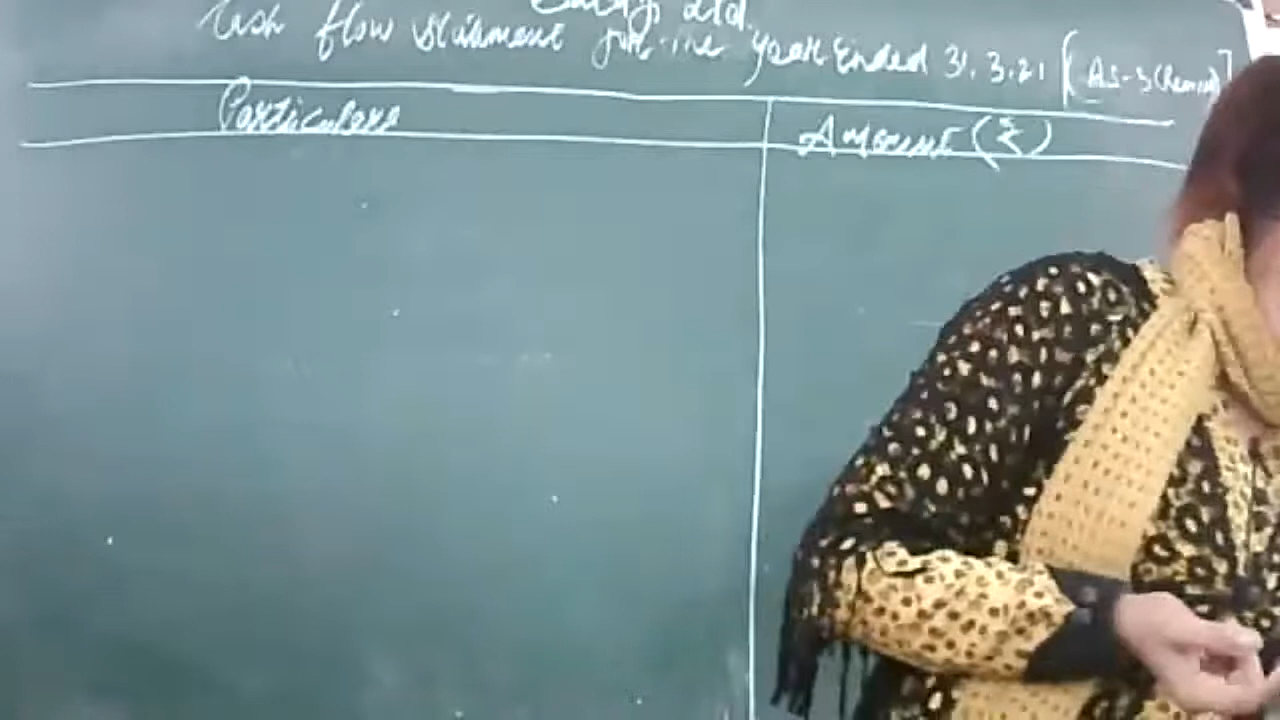 Ltd.
Cash flow statement for the year Ended 31.3.21 [AS-3 (Revised)]
Particulars
Amount (₹)